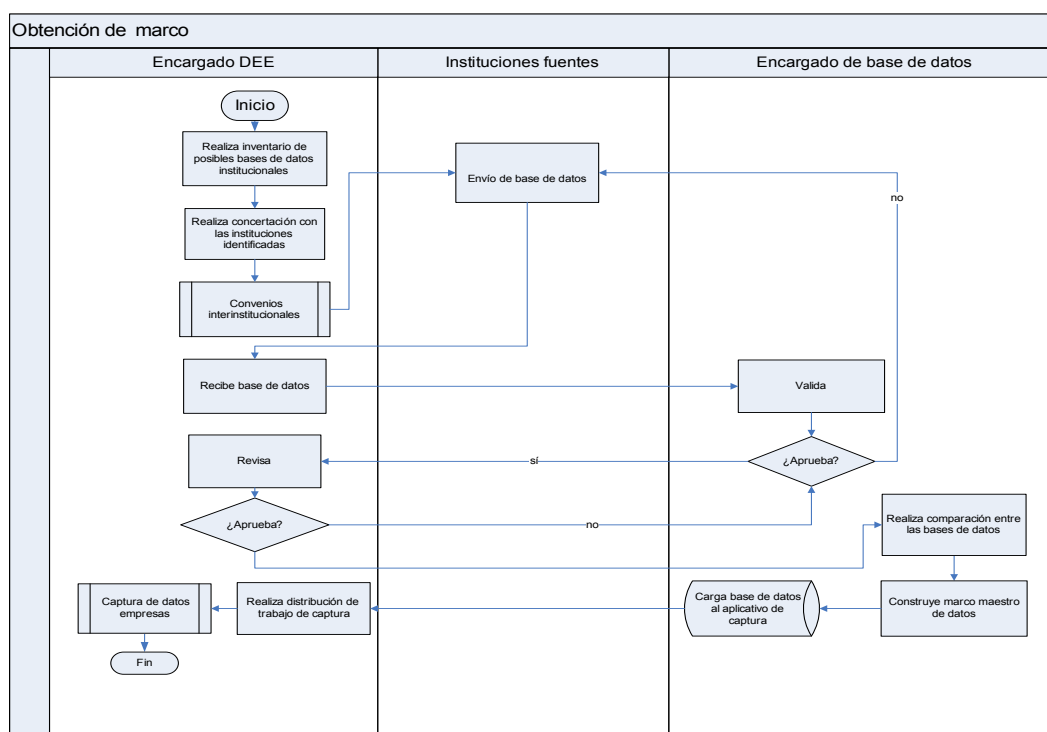 Obtención de marco
Encargado DEE
Instituciones fuentes
Encargado de base de datos
Inicio
Realiza inventario de
posibles bases de datos
institucionales
Envío de base de datos
no
Realiza concertación con
las instituciones
identificadas
Convenios
interinstitucionales
Recibe base de datos
Valida
Revisa
sí
¿Aprueba?
¿Aprueba?
no
Realiza comparación entre
las bases de datos
Captura de datos
empresas
Realiza distribución de
trabajo de captura
Carga base de datos
al aplicativo de
captura
Construye marco maestro
de datos
Fin